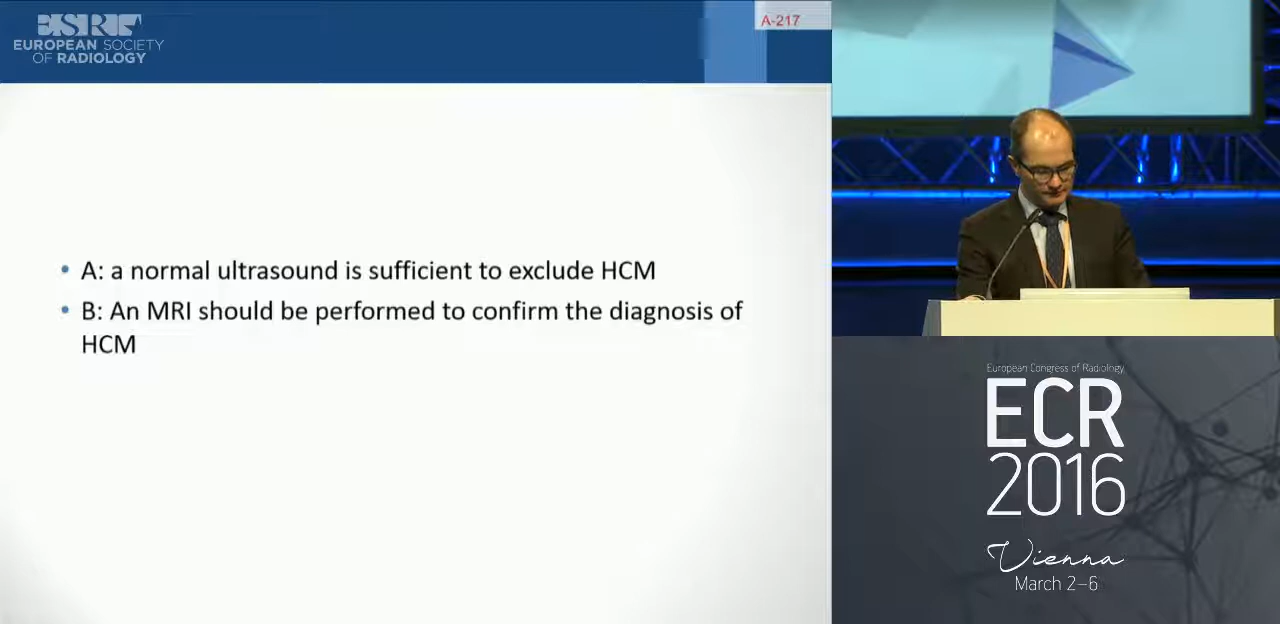 EUROPEAN SOCIETY
OF RADIOLOGY
A-217
• A: a normal ultrasound is sufficient to exclude HCM
• B: An MRI should be performed to confirm the diagnosis of
HCM
European Congress of Radiology
ECR
2016
Vienna
March 2–6